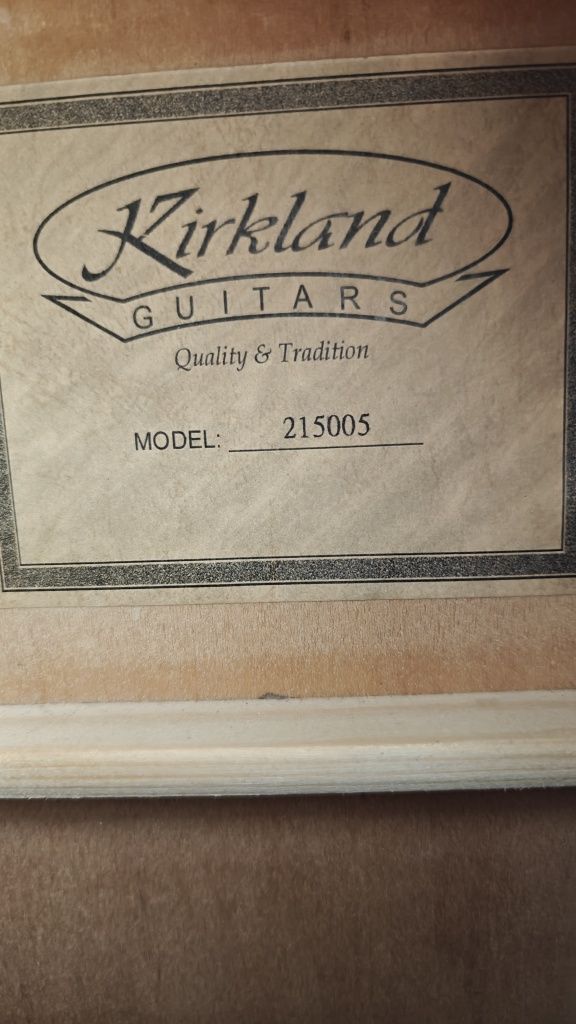 Kirkland
GUITARS
Quality & Tradition
MODEL: 215005